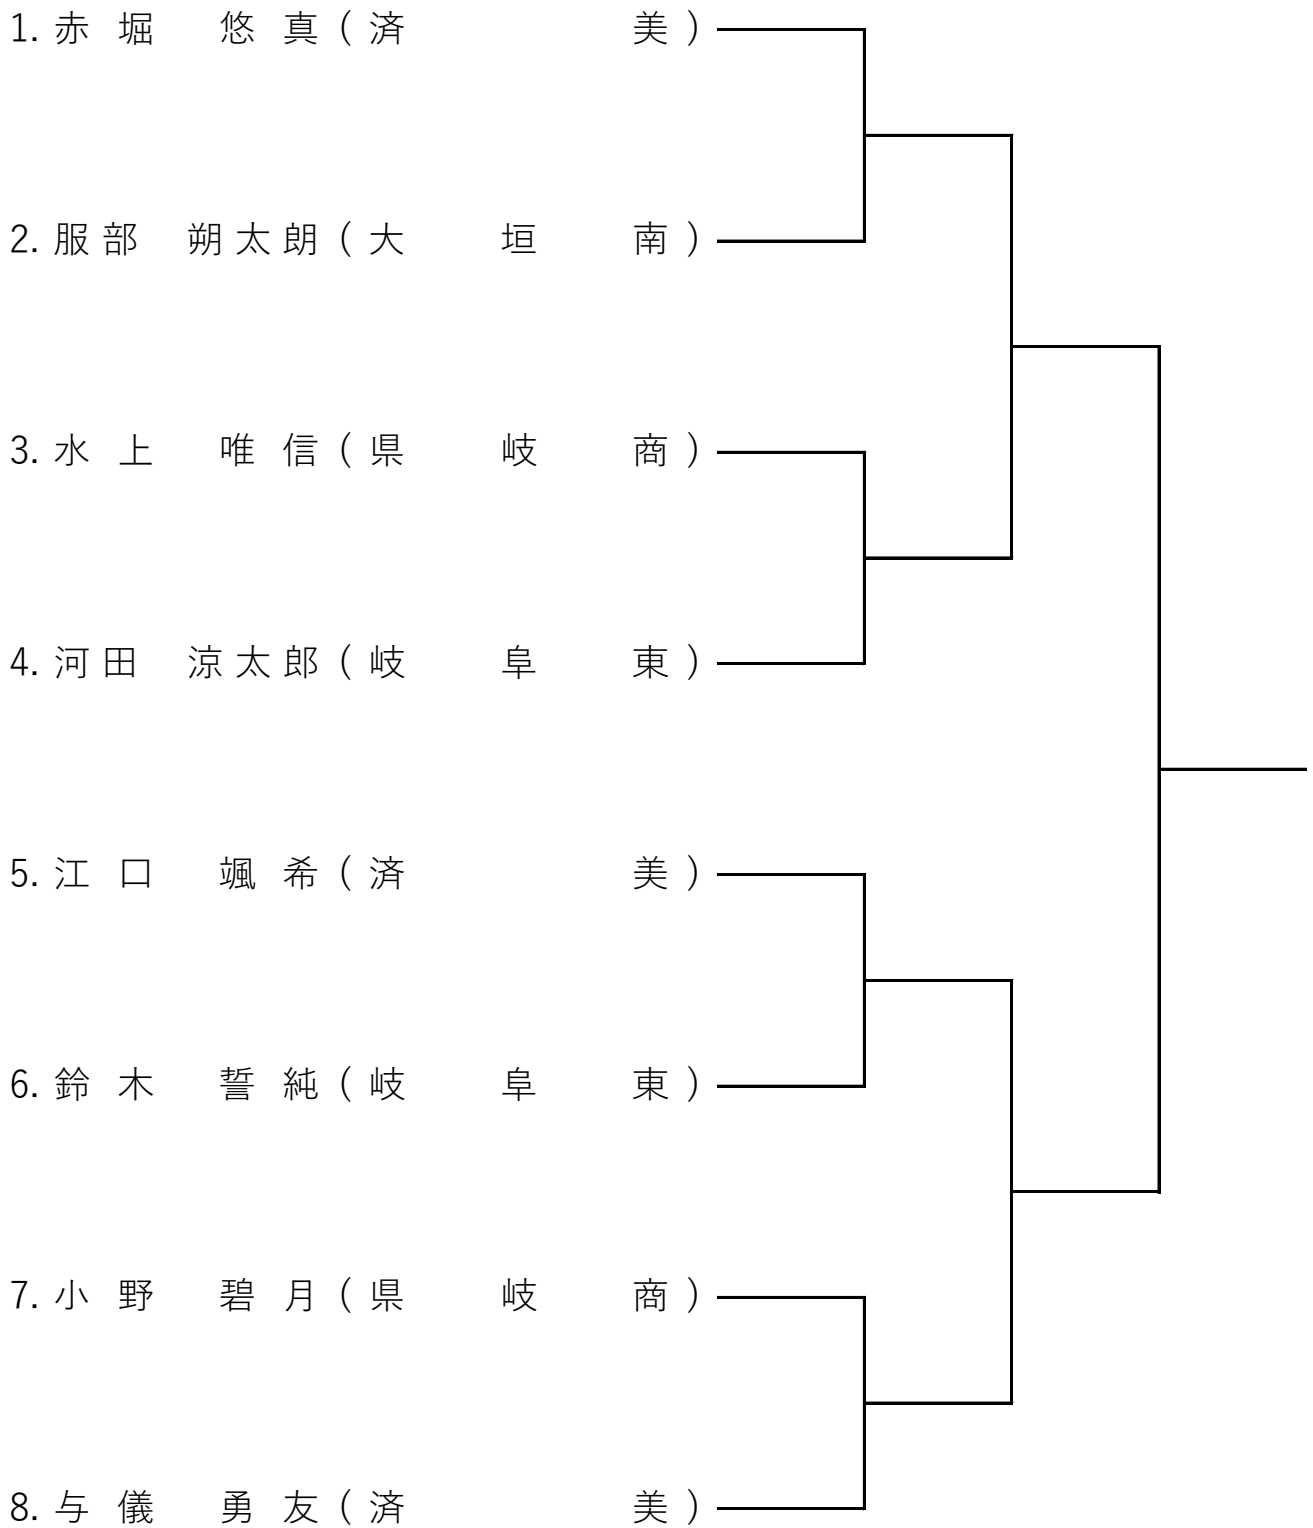 1. 赤堀 悠真(済美)
2. 服部 朔太朗(大垣南)
3. 水上 唯信(県岐商)
4. 河田 涼太郎(岐阜東)
5. 江口 颯希(済美)
6. 鈴木 誓純(岐阜東)
7. 小野 碧月(県岐商)
8. 与儀 勇友(済美)